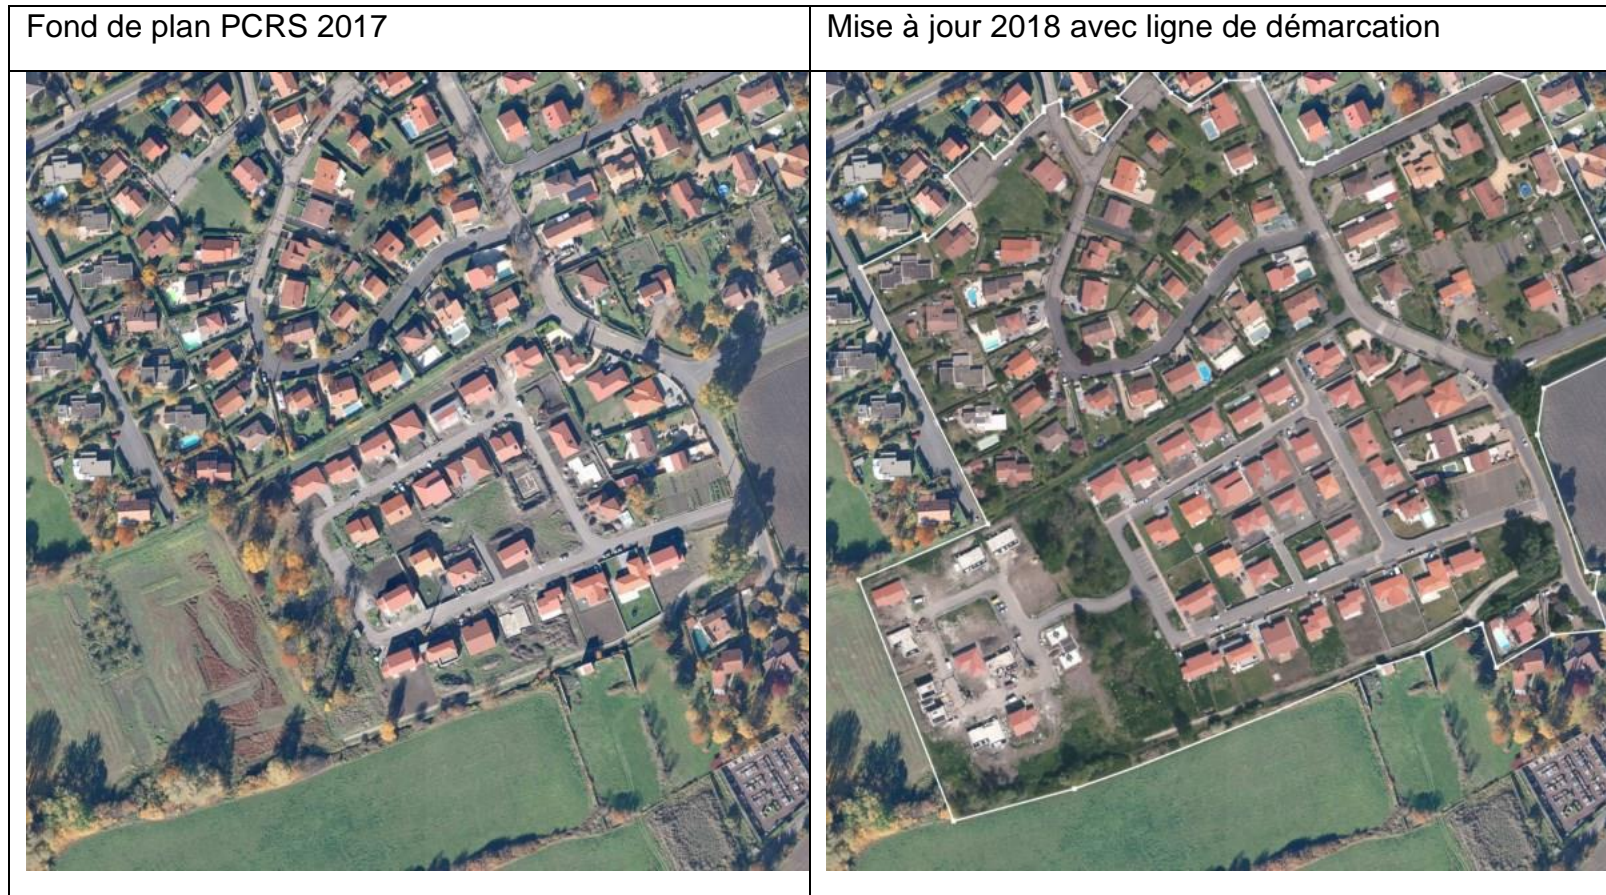 Fond de plan PCRS 2017
Mise à jour 2018 avec ligne de démarcation